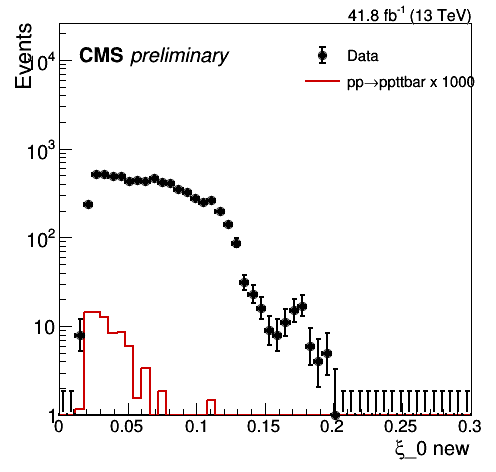 41.8 fb⁻¹ (13 TeV)
Events
CMS preliminary
Data
pp→ppttbar x 1000
10⁴
10³
10²
10
1
0 0.05 0.1 0.15 0.2 0.25 0.3
ξ_0 new